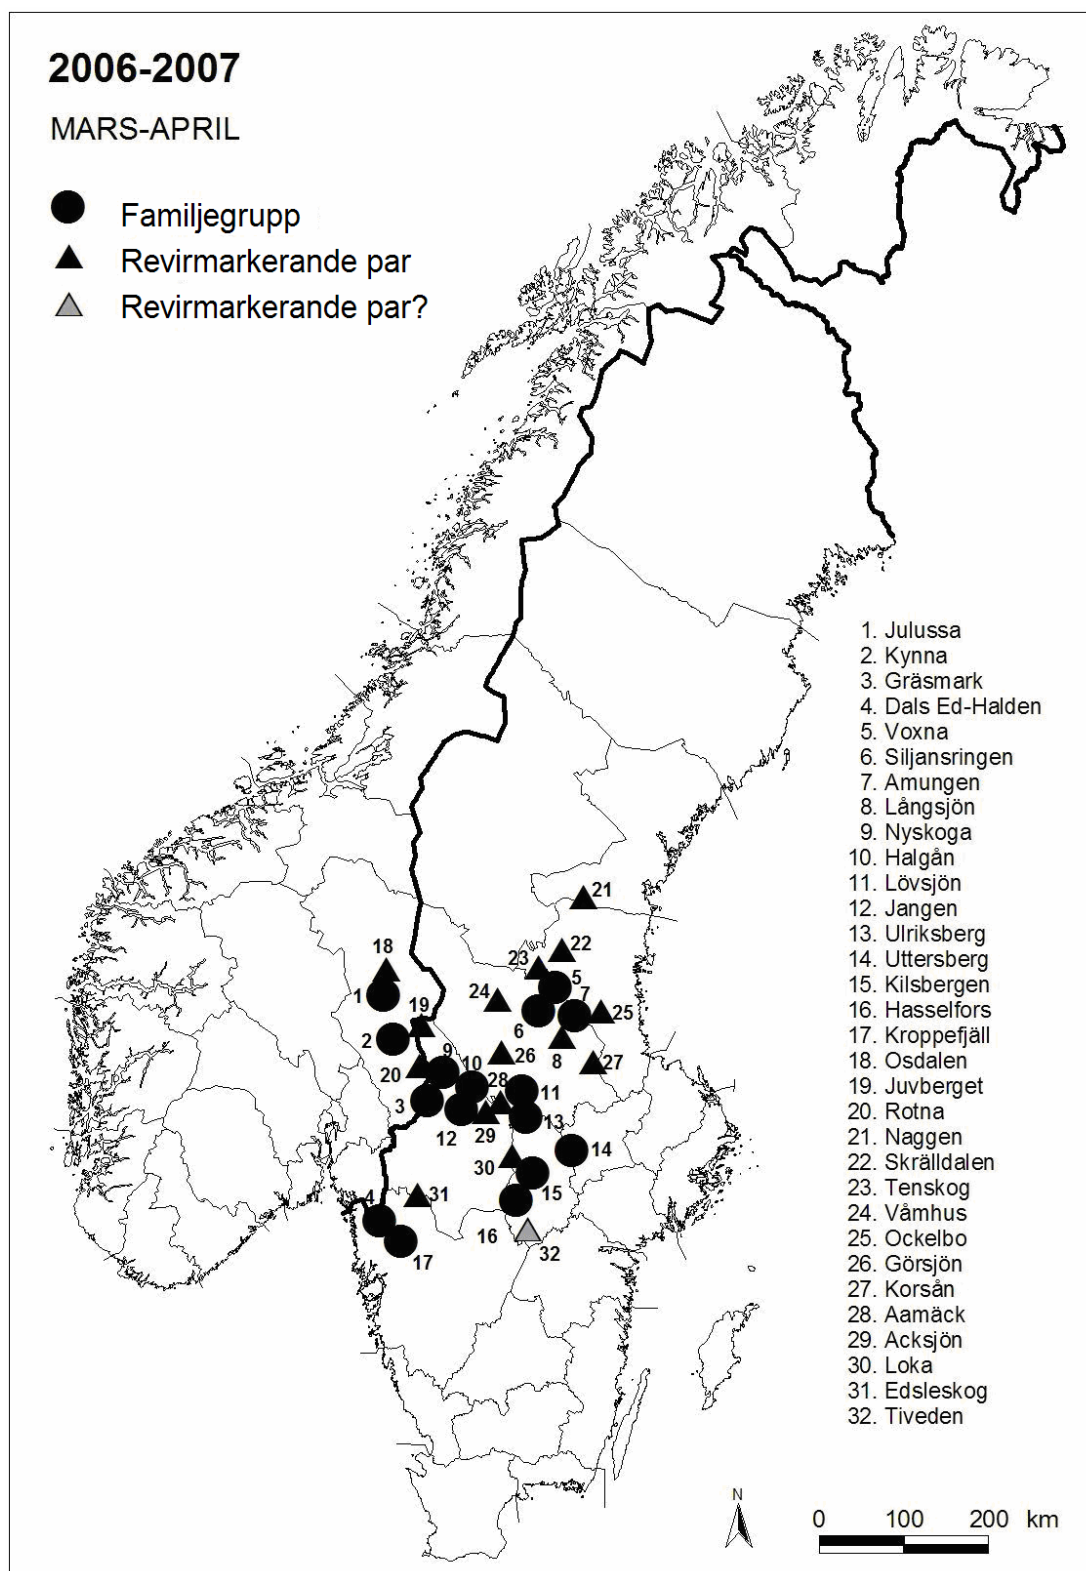 2006-2007
MARS-APRIL
Familjegrupp
Revirmarkerande par
Revirmarkerande par?
1. Julussa
2. Kynna
3. Gräsmark
4. Dals Ed-Halden
5. Voxna
6. Siljansringen
7. Amungen
8. Långsjön
9. Nyskoga
10. Halgån
11. Lövsjön
12. Jangen
13. Ulriksberg
14. Uttersberg
15. Kilsbergen
16. Hasselfors
17. Kroppefjäll
18. Osdalen
19. Juvberget
20. Rotna
21. Naggen
22. Skrälldalen
23. Tenskog
24. Våmhus
25. Ockelbo
26. Görsjön
27. Korsån
28. Aamäck
29. Acksjön
30. Loka
31. Edsleskog
32. Tiveden
21
18
22
23
5
1
24
7
19
6
25
2
9
26
8
27
20
10
28
11
3
12
29
13
30
14
4
31
15
16
17
32
N
0 100 200 km